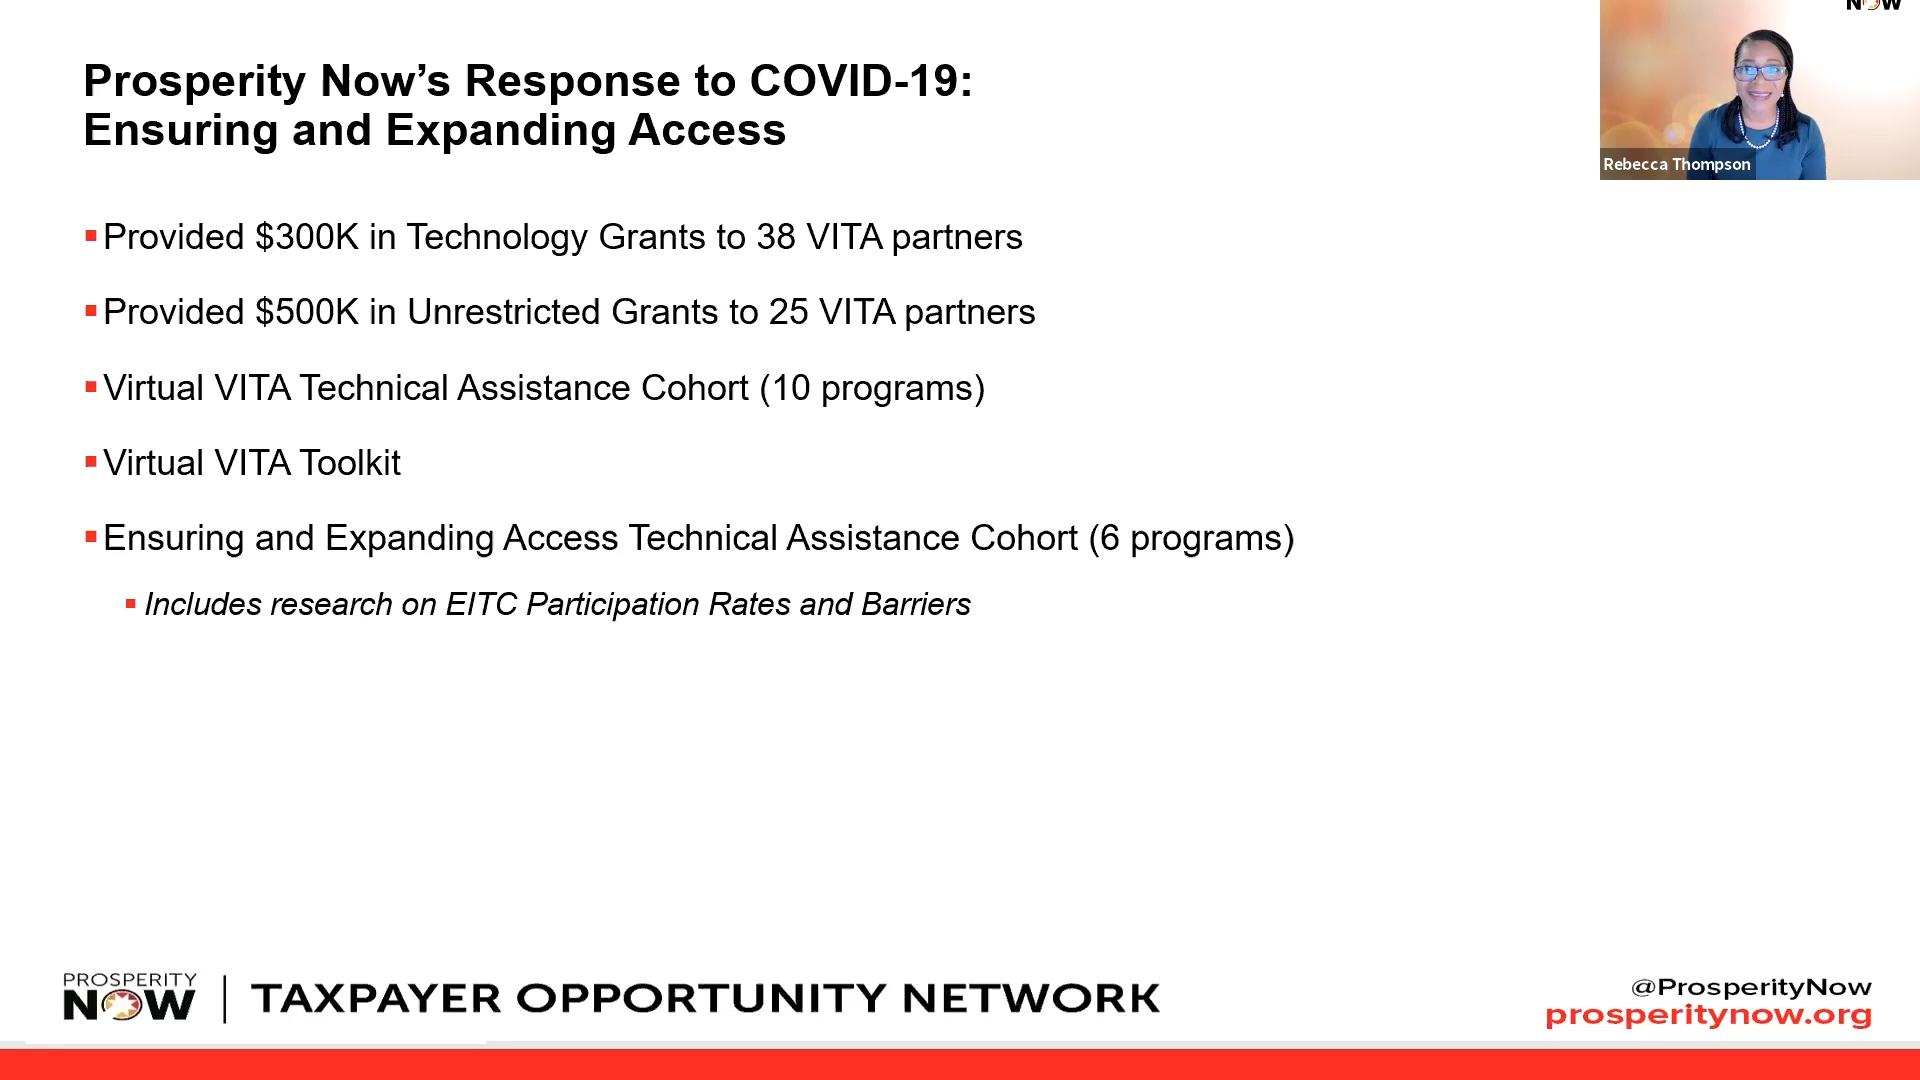 NOW
Prosperity Now’s Response to COVID-19:
Ensuring and Expanding Access
Rebecca Thompson
▪Provided $300K in Technology Grants to 38 VITA partners
▪Provided $500K in Unrestricted Grants to 25 VITA partners
▪Virtual VITA Technical Assistance Cohort (10 programs)
▪Virtual VITA Toolkit
▪Ensuring and Expanding Access Technical Assistance Cohort (6 programs)
▪Includes research on EITC Participation Rates and Barriers
PROSPERITY
NOW | TAXPAYER OPPORTUNITY NETWORK
@ProsperityNow
prosperitynow.org